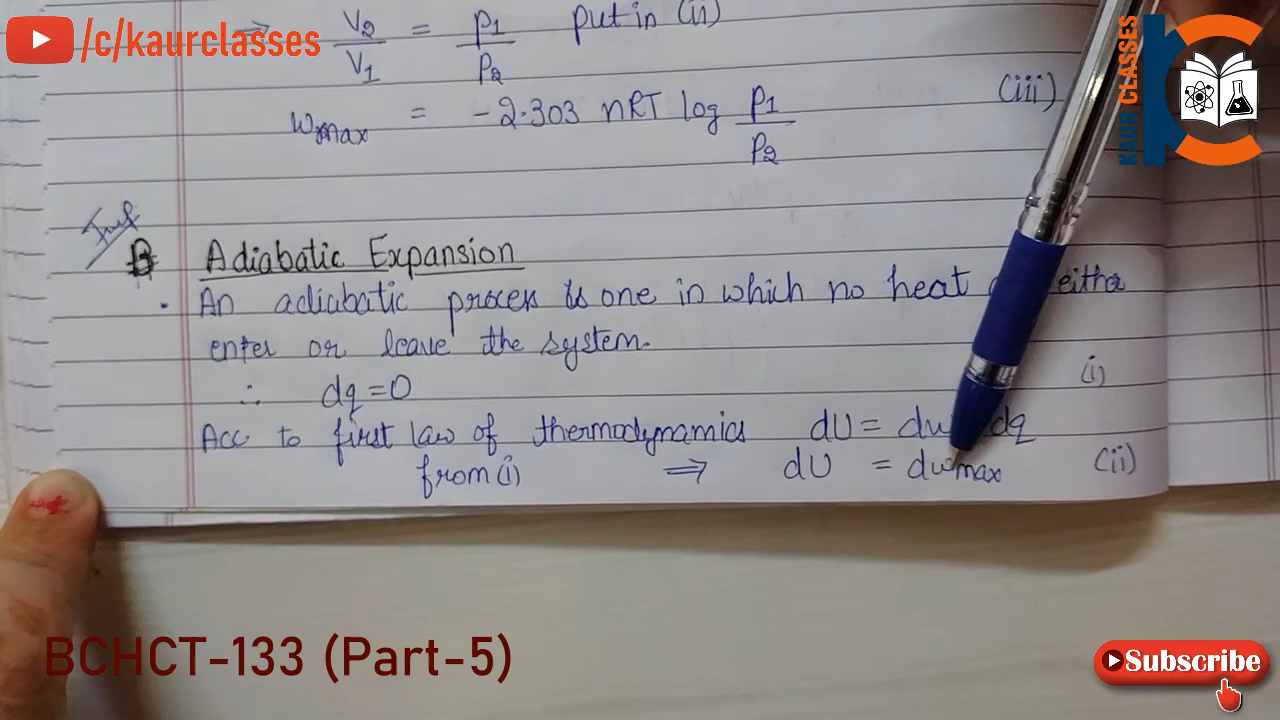 /c/kaurclasses
V2 / V1 = P1 / P2 put in (ii)
Wmax = -2.303 nRT log P1 / P2 (iii)
KAUR CLASSES
B Adiabatic Expansion
· An adiabatic process is one in which no heat either
enter or leave the system.
∴ dq = 0 (i)
Acc to first law of thermodynamics dU = dw dq
from (i) ⇒ dU = dwmax (ii)
BCHCT-133 (Part-5)
Subscribe